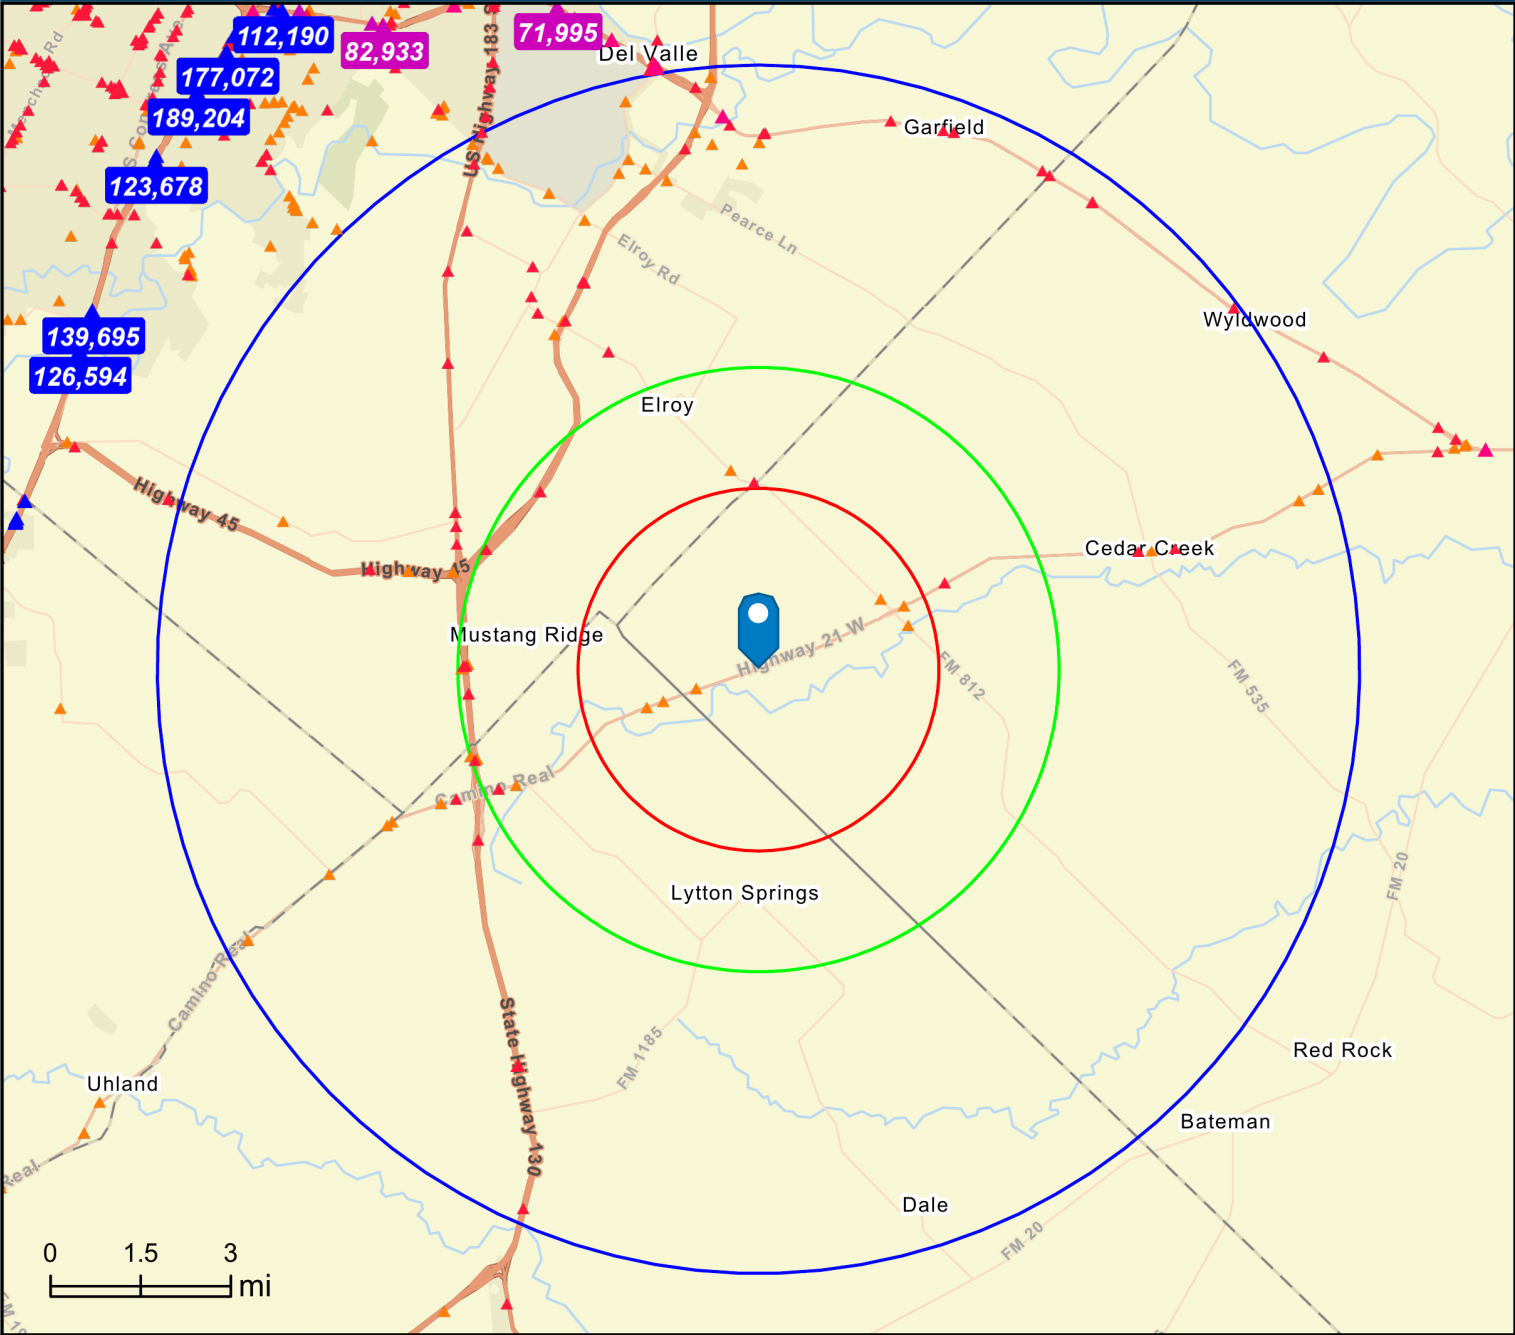 112,190
82,933
71,995
177,072
189,204
123,678
139,695
126,594
S Congress Ave
US Highway 183 S
Del Valle
Garfield
Pearce Ln
Elroy Rd
Wyldwood
Elroy
Highway 45
Highway 45
Cedar Creek
Mustang Ridge
Highway 21 W
FM 812
FM 535
Camino Real
FM 20
Lytton Springs
Camino Real
State Highway 130
FM 1185
Red Rock
Uhland
Bateman
Real
Dale
FM 20
0 1.5 3
mi